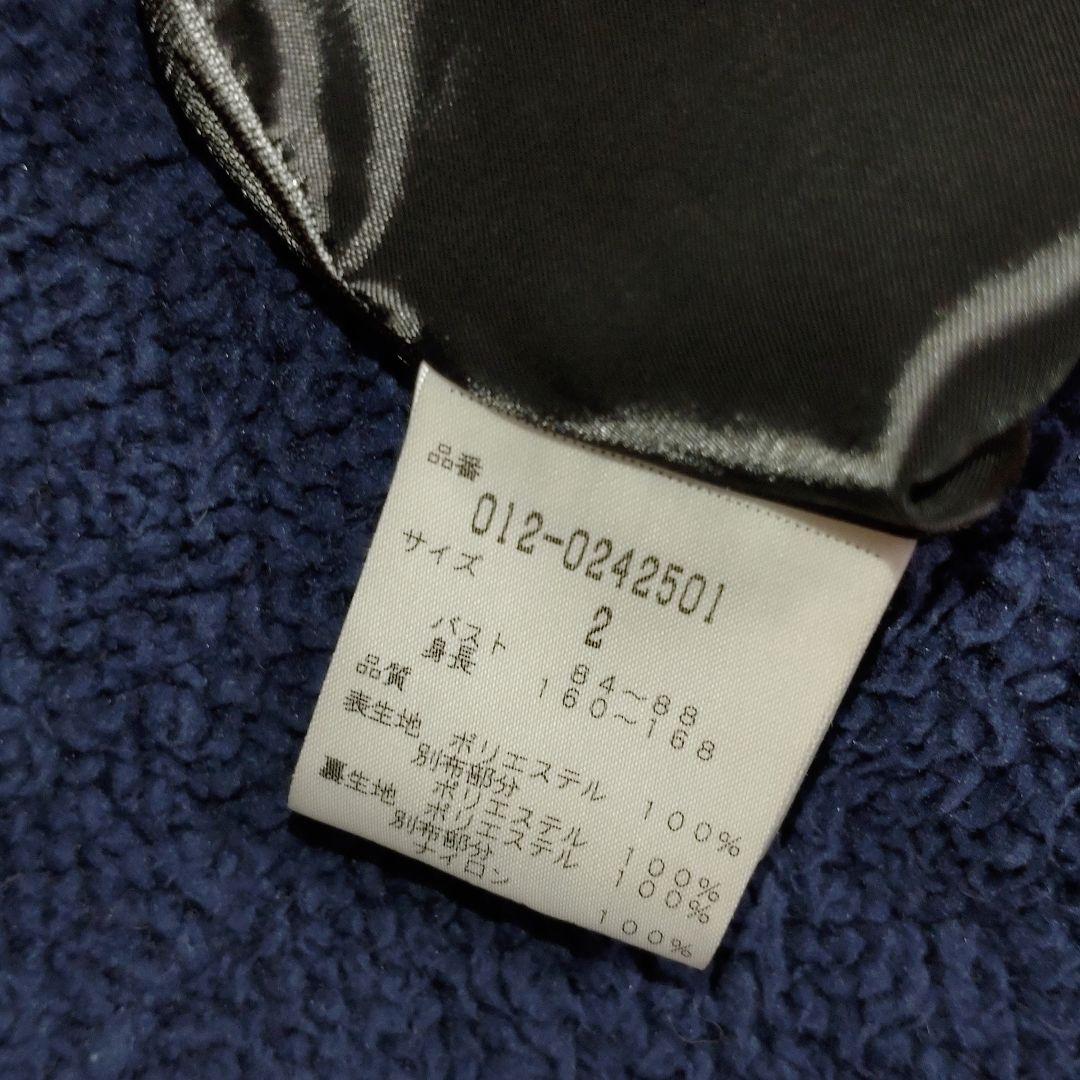 品番
012-0242501
サイズ
2
バスト 84～88
身長 160～168
品質
表生地 ポリエステル 100%
別布部分
ポリエステル 100%
裏生地 ポリエステル 100%
別布部分
ナイロン 100%